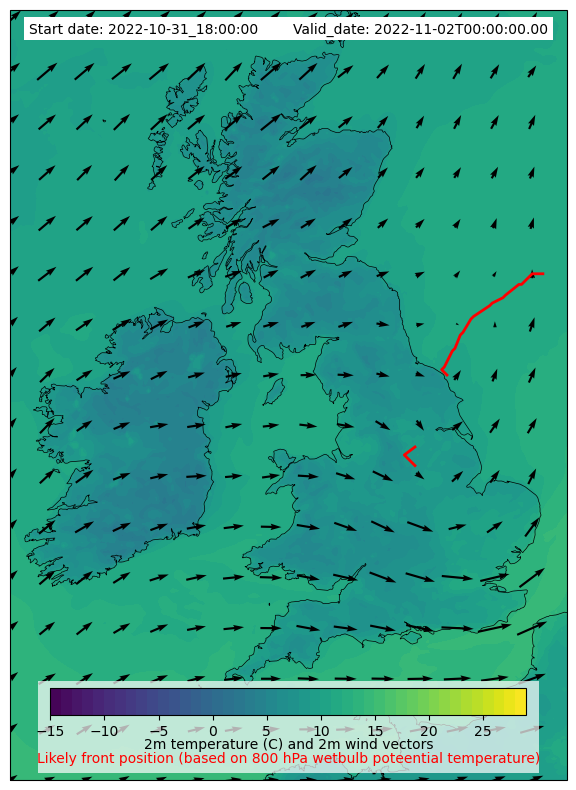 Start date: 2022-10-31_18:00:00 Valid_date: 2022-11-02T00:00:00.00
−15 −10 −5 0 5 10 15 20 25
2m temperature (C) and 2m wind vectors
Likely front position (based on 800 hPa wetbulb poteential temperature)